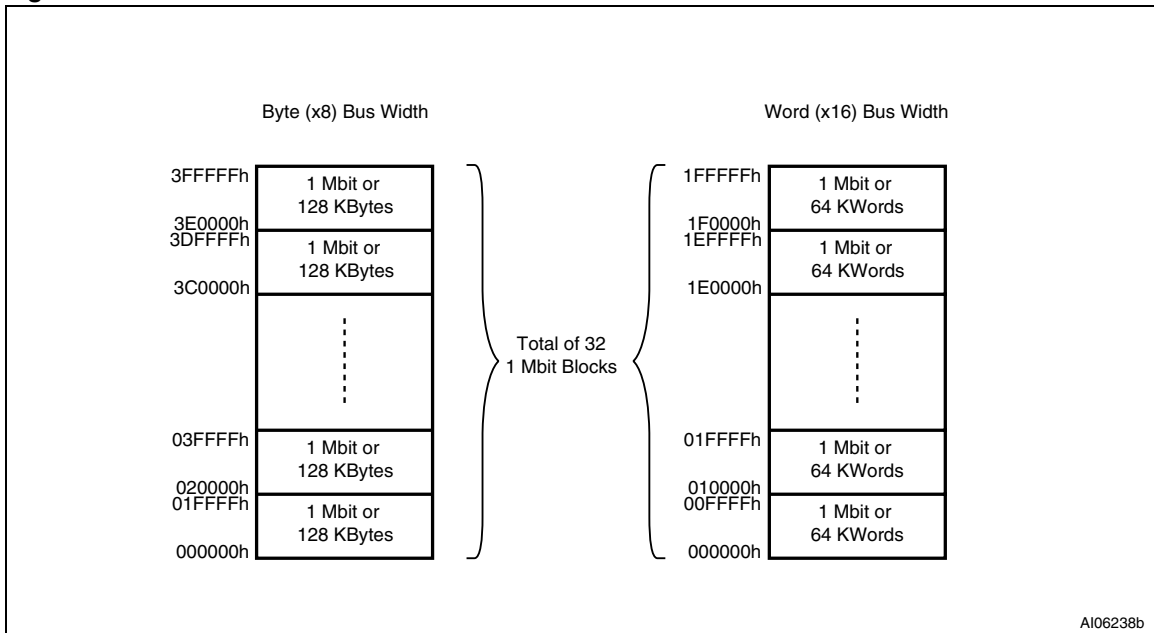 Byte (x8) Bus Width
Word (x16) Bus Width
3FFFFFh
1 Mbit or
128 KBytes
3E0000h
3DFFFFh
1 Mbit or
128 KBytes
3C0000h
03FFFFh
1 Mbit or
128 KBytes
020000h
01FFFFh
1 Mbit or
128 KBytes
000000h
Total of 32
1 Mbit Blocks
1FFFFFh
1 Mbit or
64 KWords
1F0000h
1EFFFFh
1 Mbit or
64 KWords
1E0000h
01FFFFh
1 Mbit or
64 KWords
010000h
00FFFFh
1 Mbit or
64 KWords
000000h
AI06238b